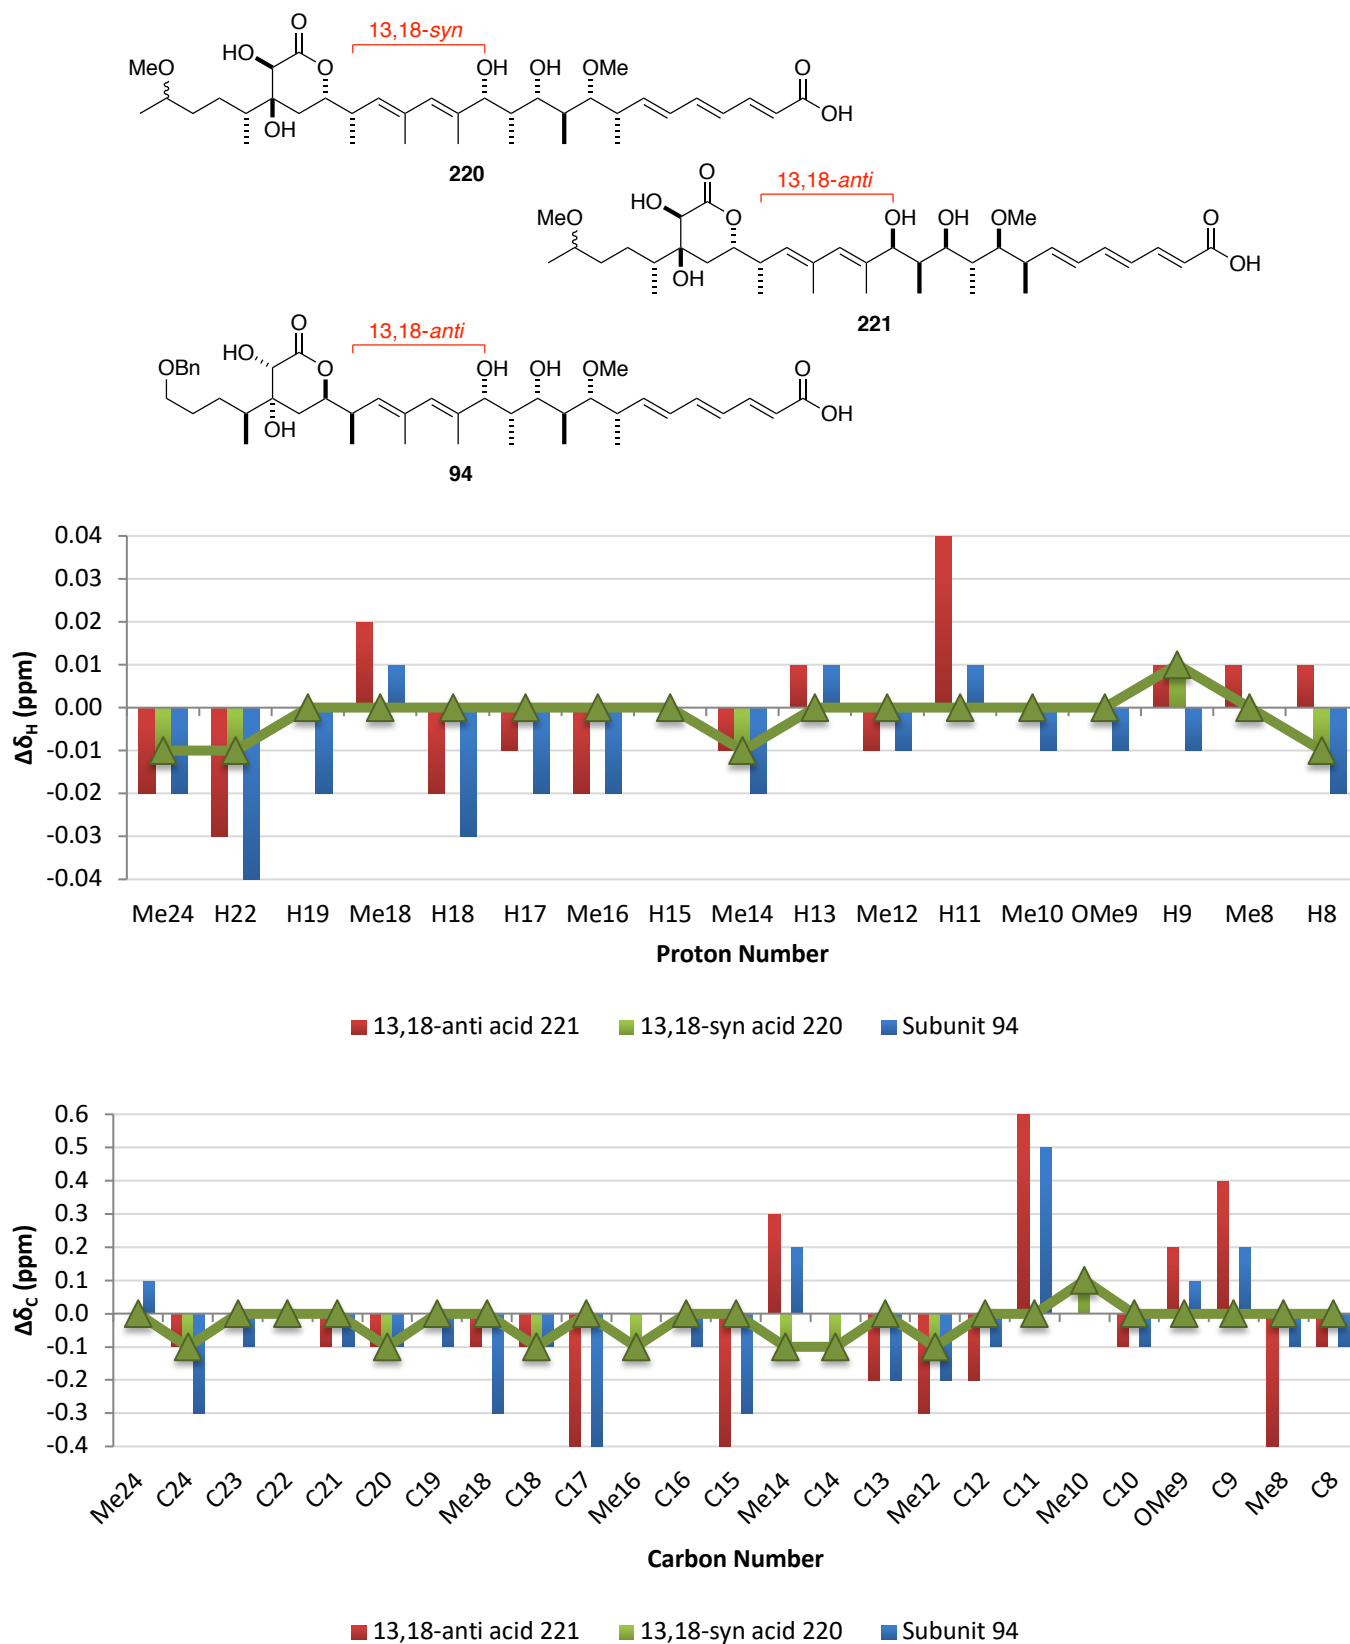 13,18-syn
O
HO
O
OH OH OMe
O
MeO
OH
OH
220
13,18-anti
O
HO
O
OH OH OMe
O
MeO
OH
OH
221
13,18-anti
O
HO
O
OH OH OMe
O
OBn
OH
OH
94
0.04
0.03
0.02
0.01
0.00
-0.01
-0.02
-0.03
-0.04
ΔδH (ppm)
Me24 H22 H19 Me18 H18 H17 Me16 H15 Me14 H13 Me12 H11 Me10 OMe9 H9 Me8 H8
Proton Number
13,18-anti acid 221 13,18-syn acid 220 Subunit 94
0.6
0.5
0.4
0.3
0.2
0.1
0.0
-0.1
-0.2
-0.3
-0.4
ΔδC (ppm)
Me24 C24 C23 C22 C21 C20 C19 Me18 C18 C17 Me16 C16 C15 Me14 C14 C13 Me12 C12 C11 Me10 C10 OMe9 C9 Me8 C8
Carbon Number
13,18-anti acid 221 13,18-syn acid 220 Subunit 94